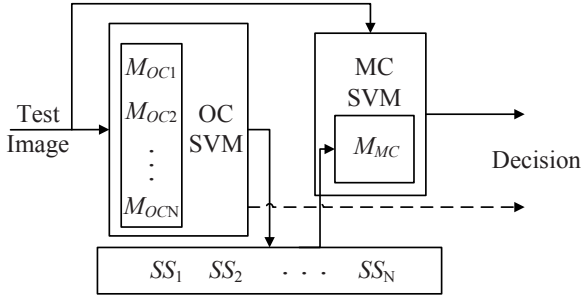 Test
Image
M_OC1
M_OC2
⋮
M_OCN
OC
SVM
MC
SVM
M_MC
Decision
SS_1 SS_2 · · · SS_N